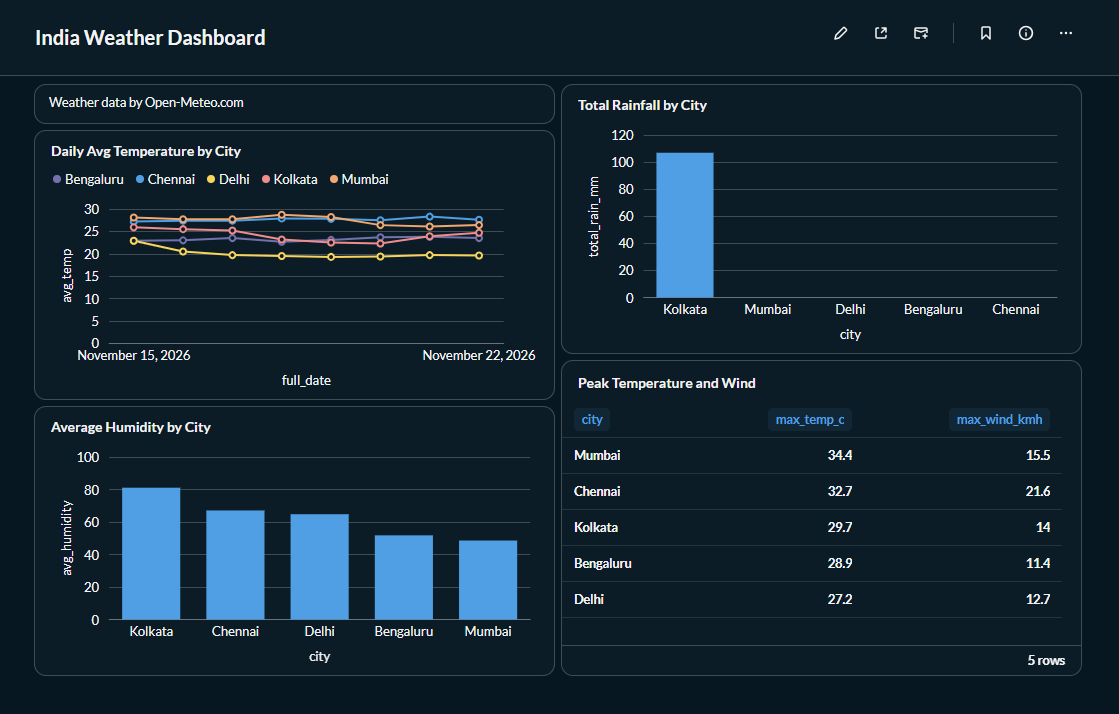 India Weather Dashboard
Weather data by Open-Meteo.com
Daily Avg Temperature by City
Bengaluru Chennai Delhi Kolkata Mumbai
30
25
20
15
10
5
0
avg_temp
November 15, 2026 November 22, 2026
full_date
Average Humidity by City
100
80
60
40
20
0
avg_humidity
Kolkata Chennai Delhi Bengaluru Mumbai
city
Total Rainfall by City
120
100
80
60
40
20
0
total_rain_mm
Kolkata Mumbai Delhi Bengaluru Chennai
city
Peak Temperature and Wind
city max_temp_c max_wind_kmh
Mumbai 34.4 15.5
Chennai 32.7 21.6
Kolkata 29.7 14
Bengaluru 28.9 11.4
Delhi 27.2 12.7
5 rows